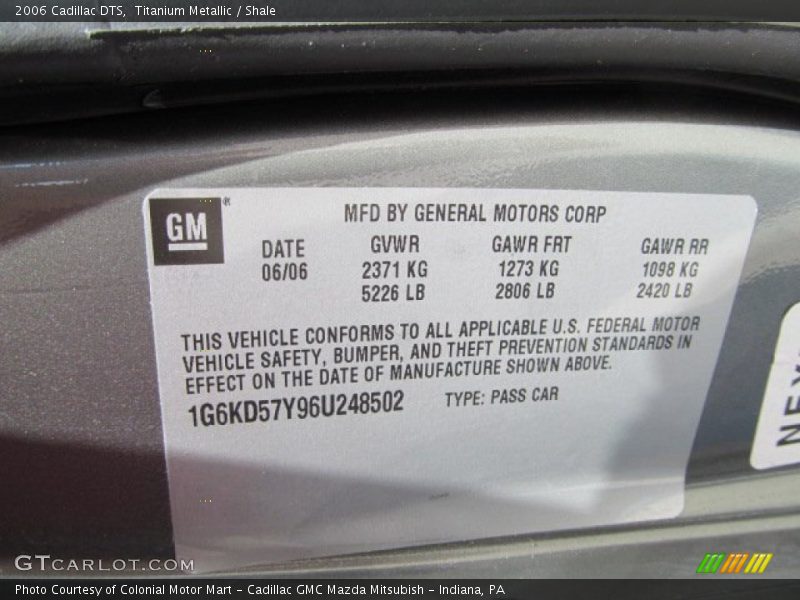 2006 Cadillac DTS, Titanium Metallic / Shale
GM®
MFD BY GENERAL MOTORS CORP
DATE GVWR GAWR FRT GAWR RR
06/06 2371 KG 1273 KG 1098 KG
5226 LB 2806 LB 2420 LB
THIS VEHICLE CONFORMS TO ALL APPLICABLE U.S. FEDERAL MOTOR
VEHICLE SAFETY, BUMPER, AND THEFT PREVENTION STANDARDS IN
EFFECT ON THE DATE OF MANUFACTURE SHOWN ABOVE.
1G6KD57Y96U248502 TYPE: PASS CAR
GTCARLOT.COM
Photo Courtesy of Colonial Motor Mart - Cadillac GMC Mazda Mitsubish - Indiana, PA